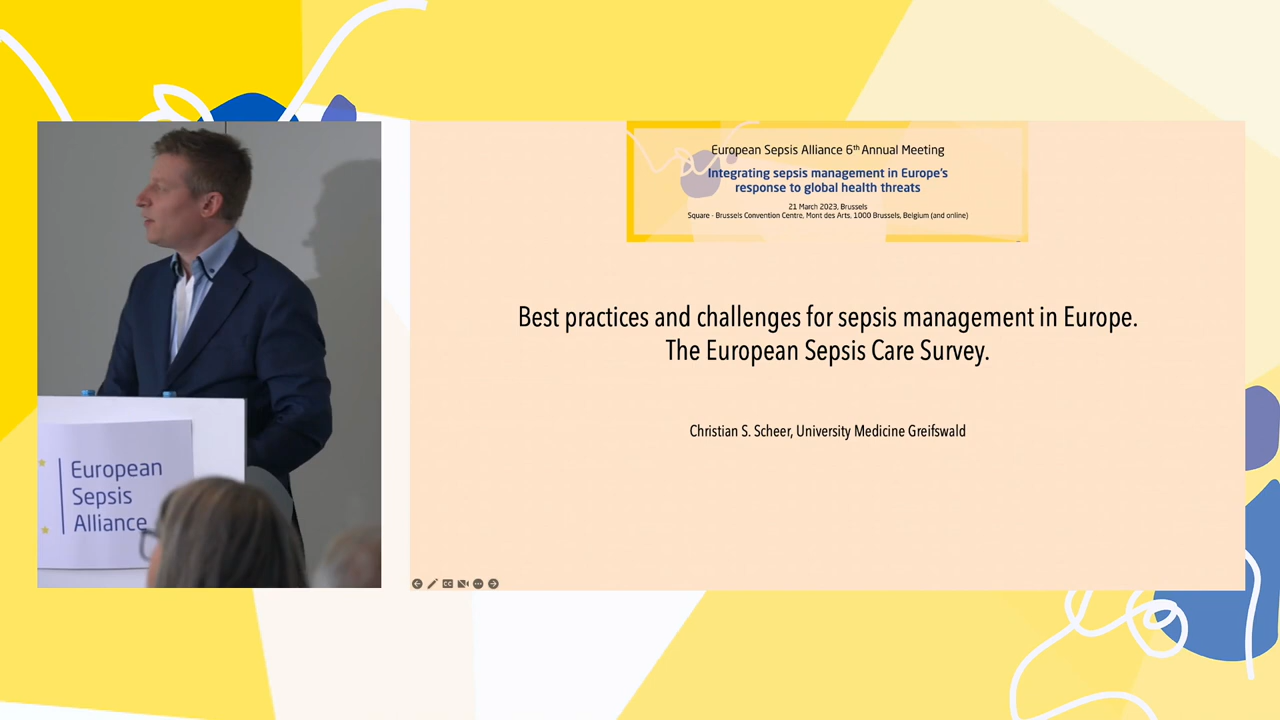 European Sepsis Alliance 6th Annual Meeting
Integrating sepsis management in Europe's
response to global health threats
21 March 2023, Brussels
Square - Brussels Convention Centre, Mont des Arts, 1000 Brussels, Belgium (and online)
Best practices and challenges for sepsis management in Europe.
The European Sepsis Care Survey.
Christian S. Scheer, University Medicine Greifswald
European
Sepsis
Alliance
CC